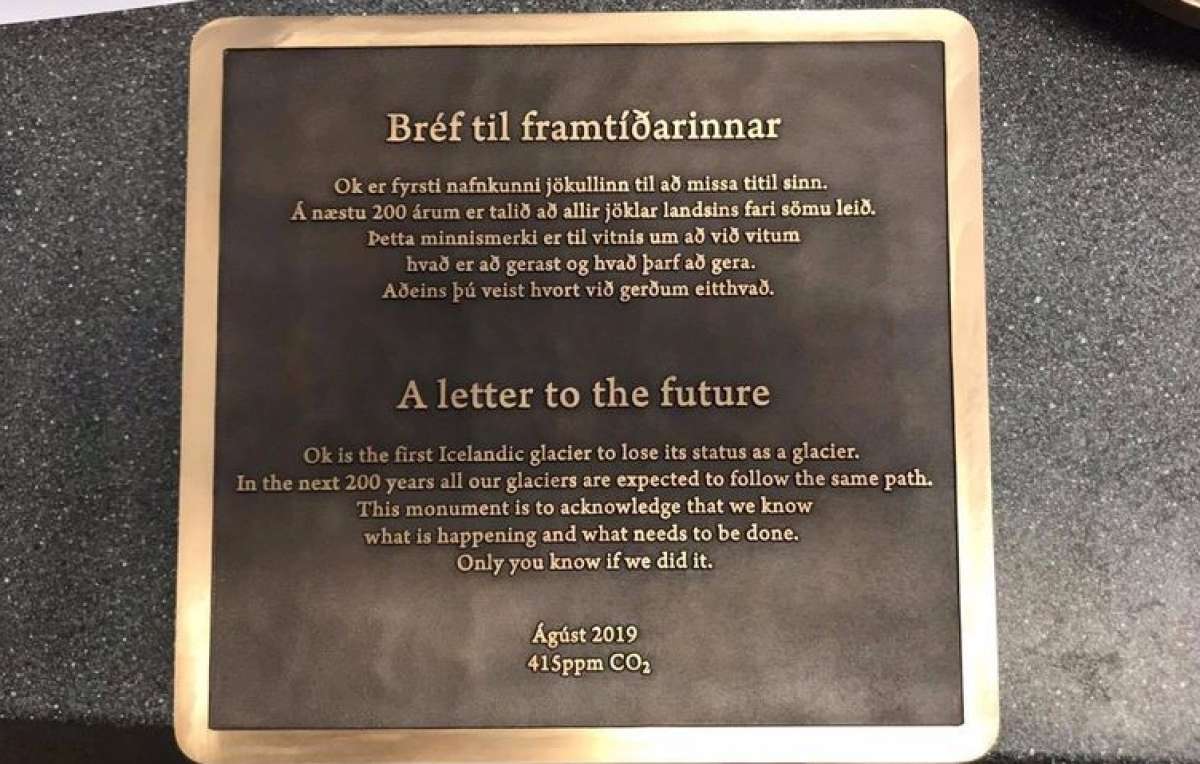 Bréf til framtíðarinnar
Ok er fyrsti nafnkunni jökullinn til að missa titil sinn.
Á næstu 200 árum er talið að allir jöklar landsins fari sömu leið.
Þetta minnismerki er til vitnis um að við vitum
hvað er að gerast og hvað þarf að gera.
Aðeins þú veist hvort við gerðum eitthvað.
A letter to the future
Ok is the first Icelandic glacier to lose its status as a glacier.
In the next 200 years all our glaciers are expected to follow the same path.
This monument is to acknowledge that we know
what is happening and what needs to be done.
Only you know if we did it.
Ágúst 2019
415ppm CO₂